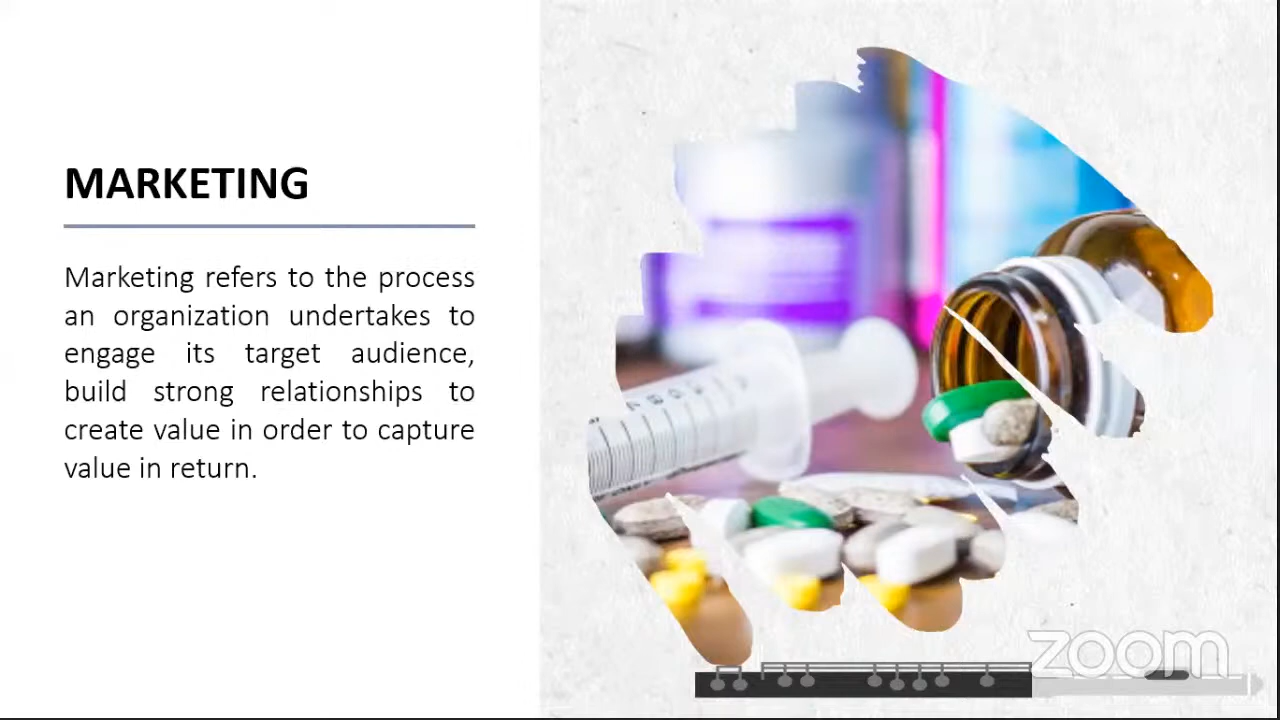 MARKETING
Marketing refers to the process
an organization undertakes to
engage its target audience,
build strong relationships to
create value in order to capture
value in return.
zoom